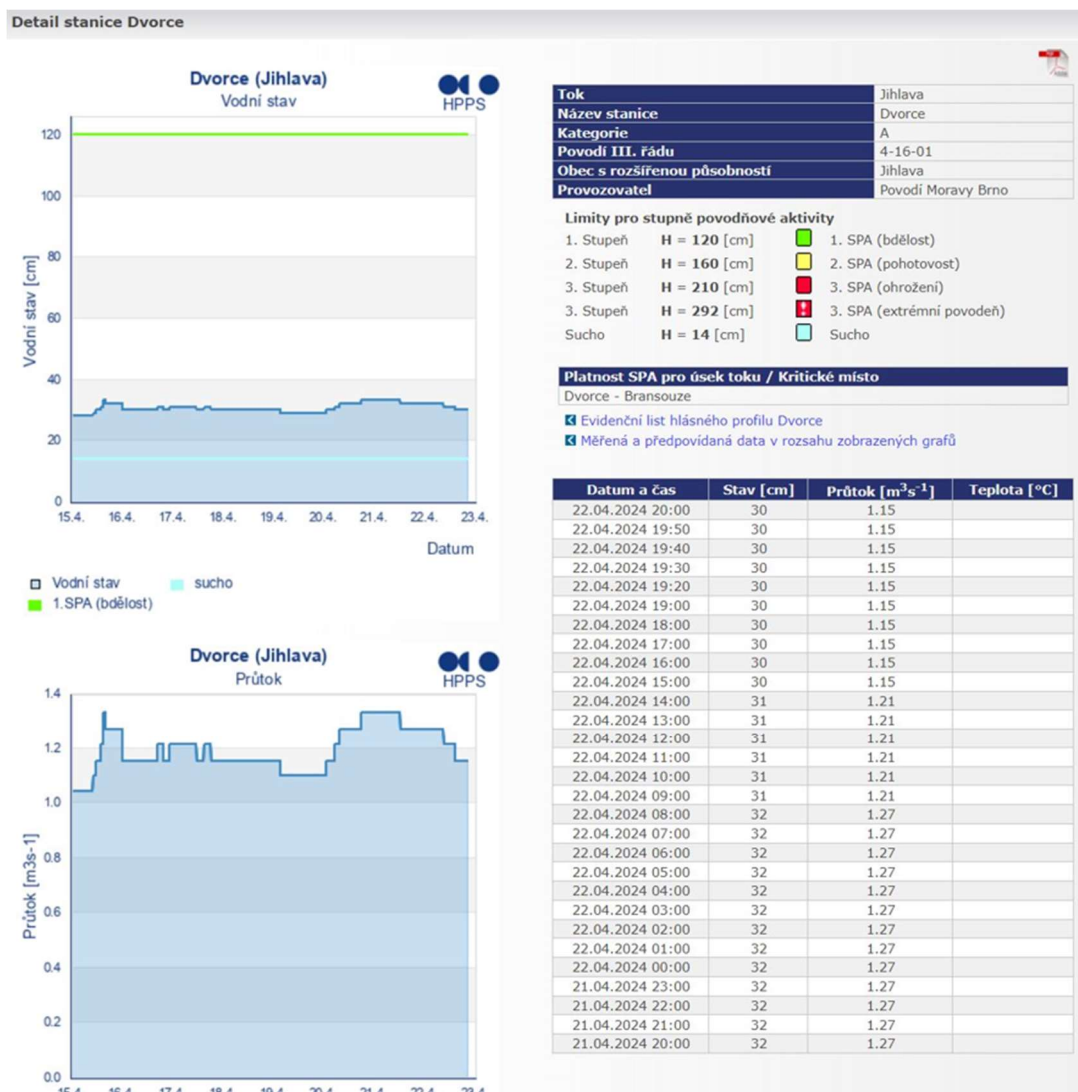 Detail stanice Dvorce
Dvorce (Jihlava)
Vodní stav
HPPS
120
100
80
60
40
20
0
Vodní stav [cm]
15.4. 16.4. 17.4. 18.4. 19.4. 20.4. 21.4. 22.4. 23.4.
Datum
Vodní stav sucho
1.SPA (bdělost)
Dvorce (Jihlava)
Průtok
HPPS
1.4
1.2
1.0
0.8
0.6
0.4
0.2
0.0
Průtok [m3s-1]
15.4. 16.4. 17.4. 18.4. 19.4. 20.4. 21.4. 22.4. 23.4.
Tok Jihlava
Název stanice Dvorce
Kategorie A
Povodí III. řádu 4-16-01
Obec s rozšířenou působností Jihlava
Provozovatel Povodí Moravy Brno
Limity pro stupně povodňové aktivity
1. Stupeň H = 120 [cm] 1. SPA (bdělost)
2. Stupeň H = 160 [cm] 2. SPA (pohotovost)
3. Stupeň H = 210 [cm] 3. SPA (ohrožení)
3. Stupeň H = 292 [cm] 3. SPA (extrémní povodeň)
Sucho H = 14 [cm] Sucho
Platnost SPA pro úsek toku / Kritické místo
Dvorce - Bransouze
Evidenční list hlásného profilu Dvorce
Měřená a předpovídaná data v rozsahu zobrazených grafů
Datum a čas Stav [cm] Průtok [m³s⁻¹] Teplota [°C]
22.04.2024 20:00 30 1.15
22.04.2024 19:50 30 1.15
22.04.2024 19:40 30 1.15
22.04.2024 19:30 30 1.15
22.04.2024 19:20 30 1.15
22.04.2024 19:00 30 1.15
22.04.2024 18:00 30 1.15
22.04.2024 17:00 30 1.15
22.04.2024 16:00 30 1.15
22.04.2024 15:00 30 1.15
22.04.2024 14:00 31 1.21
22.04.2024 13:00 31 1.21
22.04.2024 12:00 31 1.21
22.04.2024 11:00 31 1.21
22.04.2024 10:00 31 1.21
22.04.2024 09:00 31 1.21
22.04.2024 08:00 32 1.27
22.04.2024 07:00 32 1.27
22.04.2024 06:00 32 1.27
22.04.2024 05:00 32 1.27
22.04.2024 04:00 32 1.27
22.04.2024 03:00 32 1.27
22.04.2024 02:00 32 1.27
22.04.2024 01:00 32 1.27
22.04.2024 00:00 32 1.27
21.04.2024 23:00 32 1.27
21.04.2024 22:00 32 1.27
21.04.2024 21:00 32 1.27
21.04.2024 20:00 32 1.27